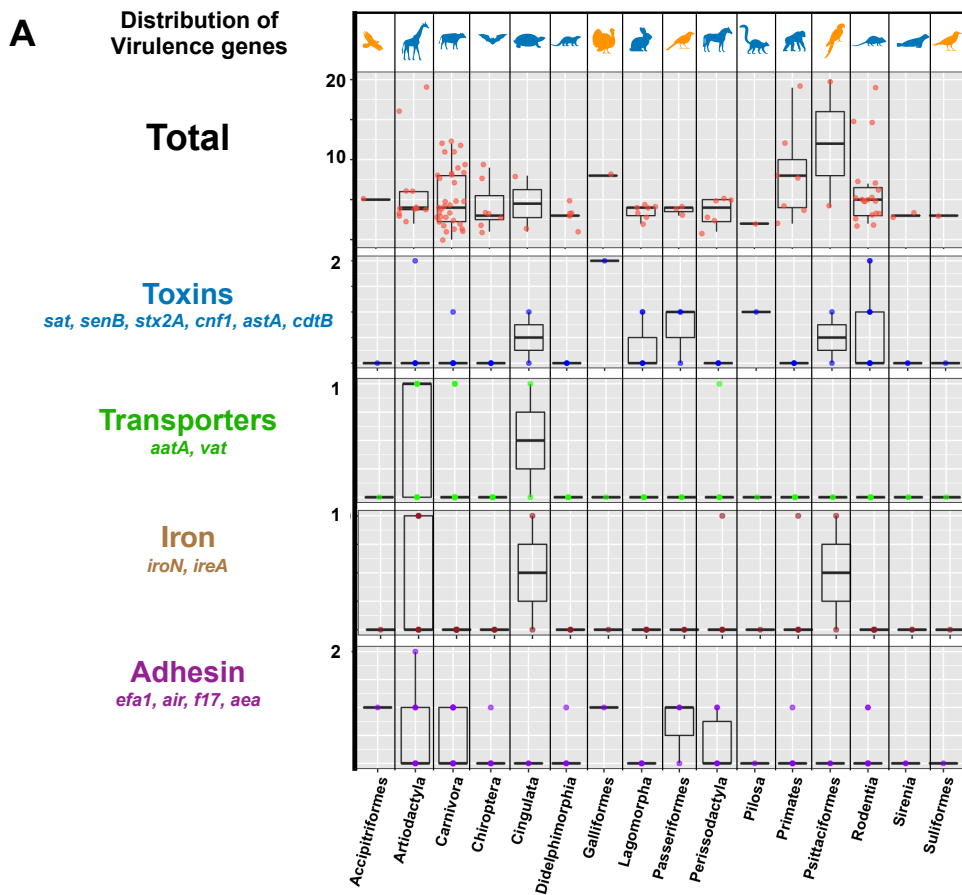 A
Distribution of
Virulence genes
Total
20
10
Toxins
sat, senB, stx2A, cnf1, astA, cdtB
2
Transporters
aatA, vat
1
Iron
iroN, ireA
1
Adhesin
efa1, air, f17, aea
2
Accipitriformes
Artiodactyla
Carnivora
Chiroptera
Cingulata
Didelphimorphia
Galliformes
Lagomorpha
Passeriformes
Perissodactyla
Pilosa
Primates
Psittaciformes
Rodentia
Sirenia
Suliformes